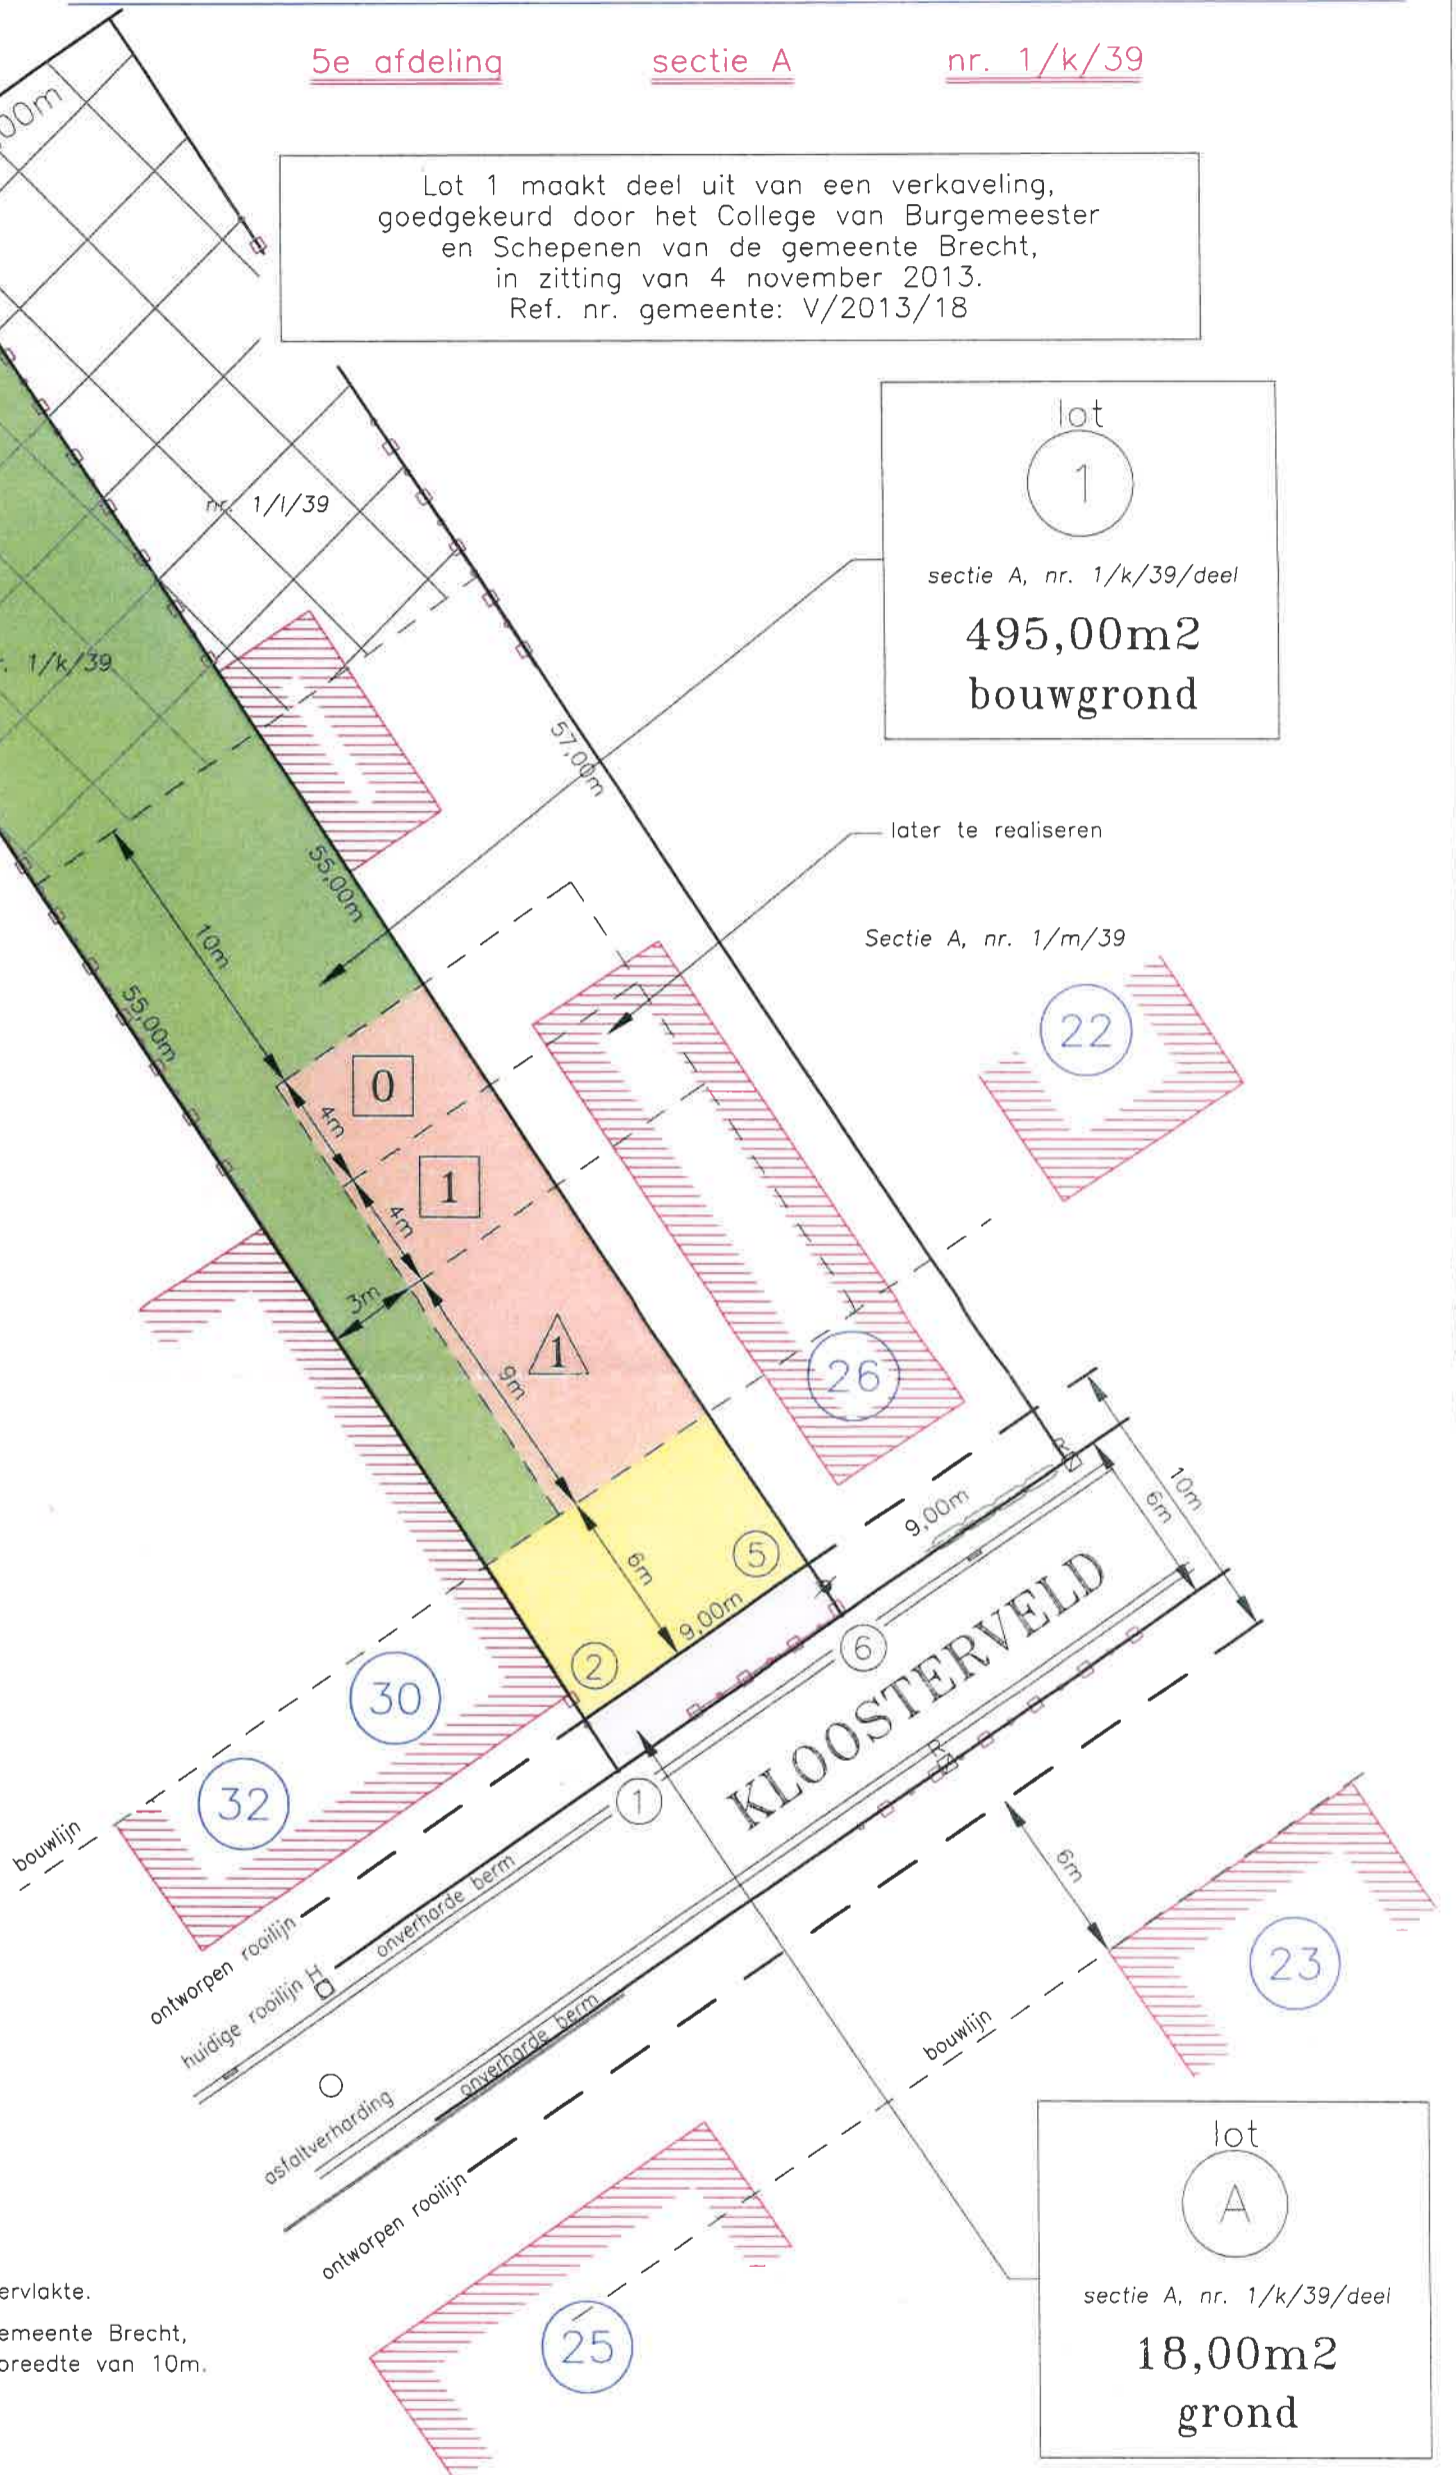 5e afdeling sectie A nr. 1/k/39
Lot 1 maakt deel uit van een verkaveling,
goedgekeurd door het College van Burgemeester
en Schepenen van de gemeente Brecht,
in zitting van 4 november 2013.
Ref. nr. gemeente: V/2013/18
,00m
lot
1
sectie A, nr. 1/k/39/deel
495,00m2
bouwgrond
nr. 1/l/39
r. 1/k/39
57,00m
later te realiseren
55,00m
Sectie A, nr. 1/m/39
10m
55,00m
22
0
4m
1
4m
3m
1
9m
26
10m
6m
9,00m
R
5
6m
9,00m
2
6
KLOOSTERVELD
30
32
1
R
bouwlijn
6m
onverharde berm
ontworpen rooilijn
huidige rooilijn
H
23
bouwlijn
onverharde berm
asfaltverharding
ontworpen rooilijn
lot
A
sectie A, nr. 1/k/39/deel
18,00m2
grond
25
ervlakte.
emeente Brecht,
breedte van 10m.